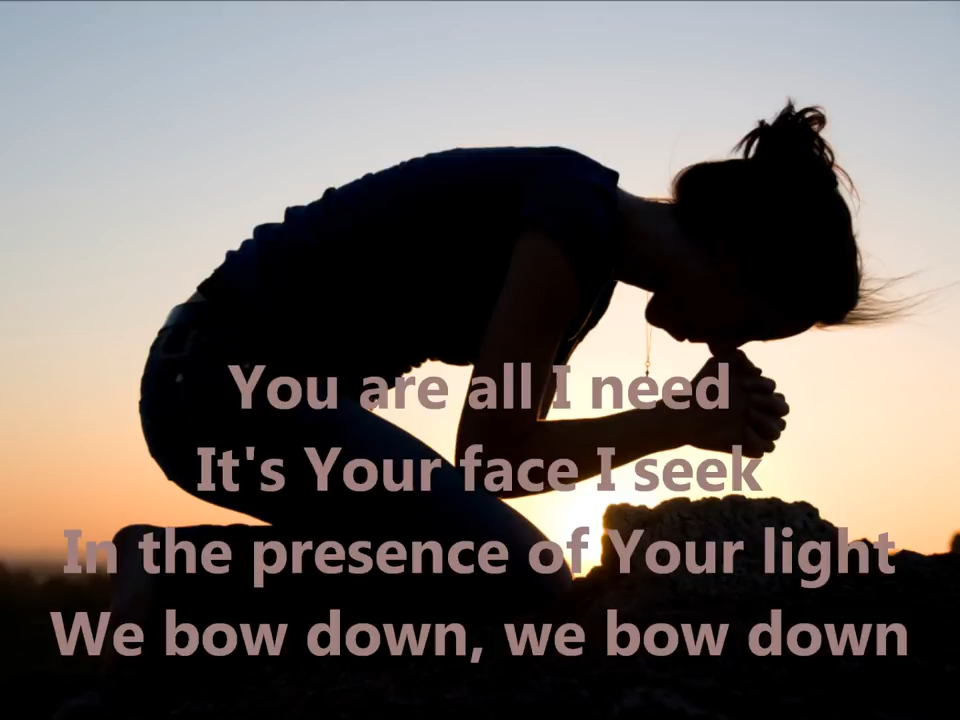 You are all I need
It's Your face I seek
In the presence of Your light
We bow down, we bow down